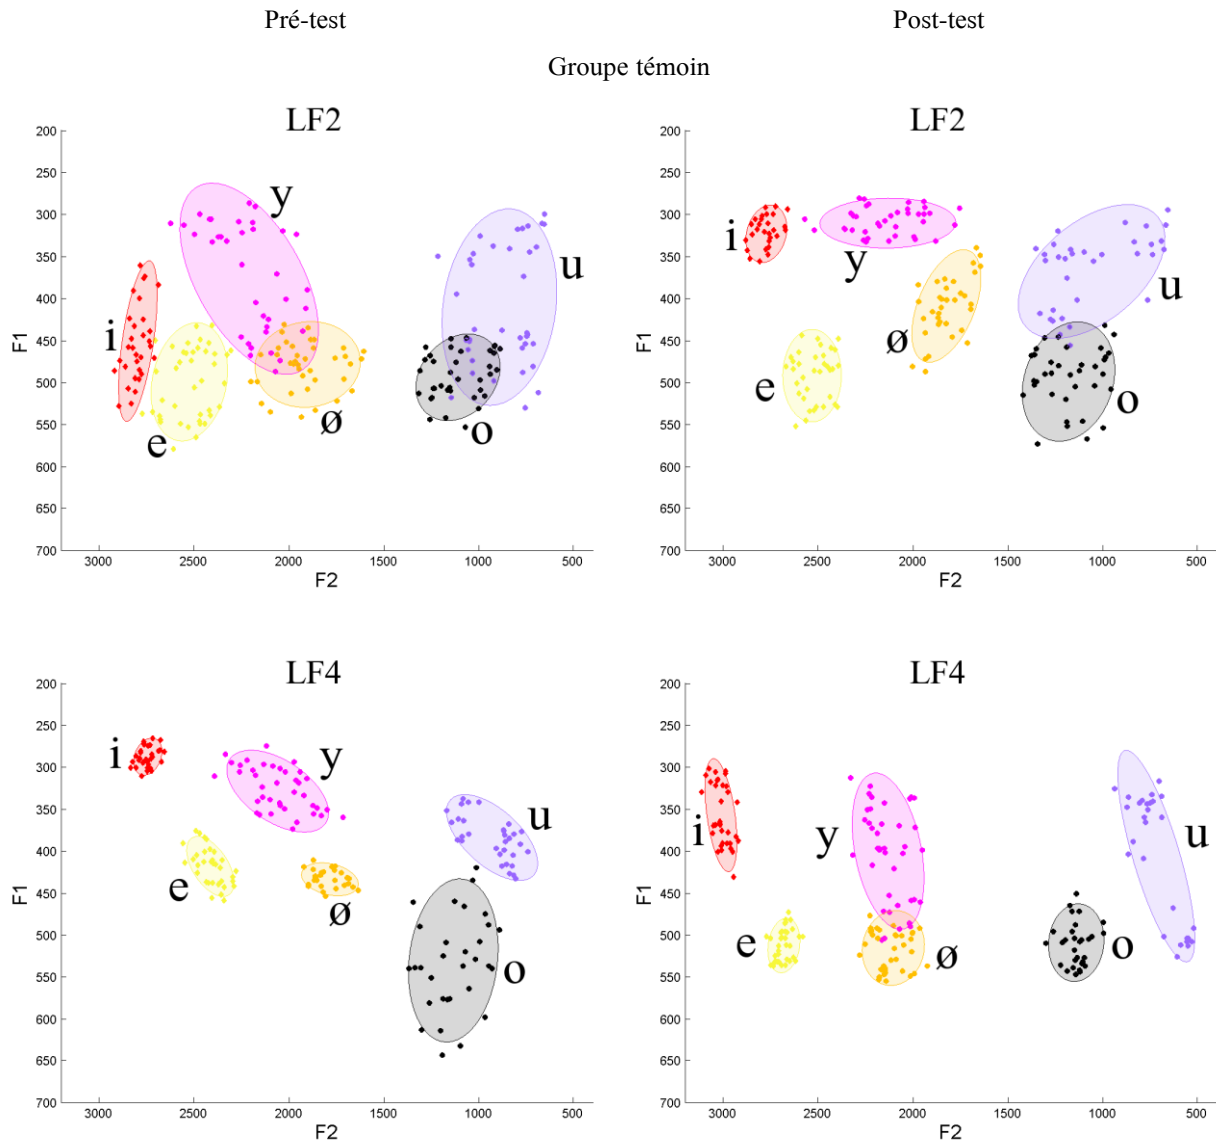 Pré-test
Post-test
Groupe témoin
LF2
200
250
300
350
400
450
500
550
600
650
700
F1
3000
2500
2000
1500
1000
500
F2
i
y
e
ø
o
u
LF2
200
250
300
350
400
450
500
550
600
650
700
F1
3000
2500
2000
1500
1000
500
F2
i
y
e
ø
o
u
LF4
200
250
300
350
400
450
500
550
600
650
700
F1
3000
2500
2000
1500
1000
500
F2
i
y
e
ø
o
u
LF4
200
250
300
350
400
450
500
550
600
650
700
F1
3000
2500
2000
1500
1000
500
F2
i
y
e
ø
o
u